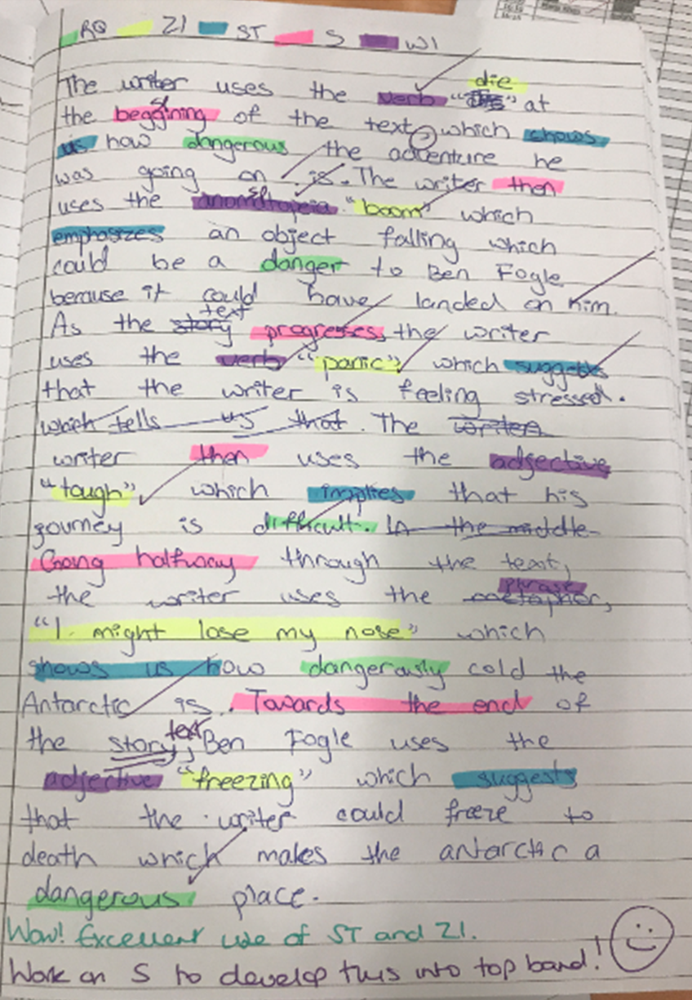 RQ ZI ST S WI
die
The writer uses the verb "" at
the beggining of the text, which shows
us how dangerous the adventure he
was going on is. The writer then
uses the anomatopeia "boom" which
emphasizes an object falling which
could be a danger to Ben Fogle
because it could have landed on him.
text
As the story progresses, the writer
uses the verb "panic", which suggests
that the writer is feeling stressed.
which tells us that. The writen
writer then uses the adjective
"tough", which implies that his
journey is difficult. In the middle
Going halfway through the text,
phrase
the writer uses the metaphor,
"I might lose my nose" which
shows us how dangerously cold the
Antarctic is. Towards the end of
text
the story, Ben Fogle uses the
adjective "freezing" which suggests
that the writer could freeze to
death which makes the antarctic a
dangerous place.
Wow! Excellent use of ST and ZI.
Work on S to develop this into top band!